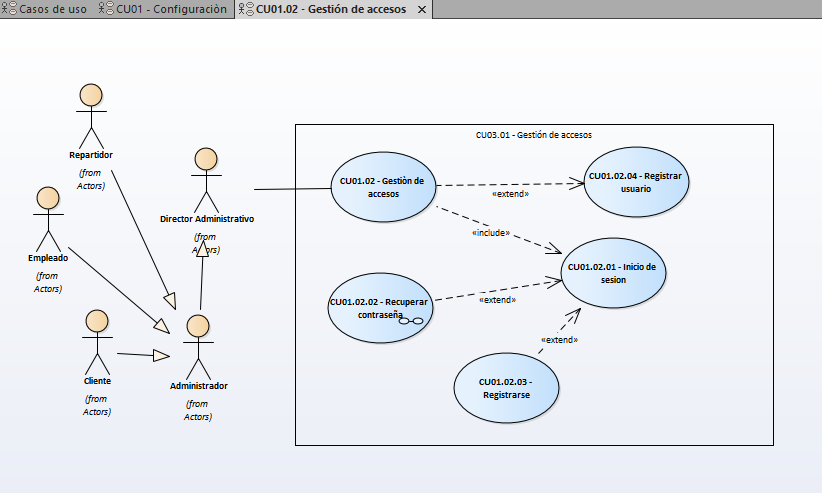 Casos de uso
CU01 - Configuraciòn
CU01.02 - Gestión de accesos
CU03.01 - Gestión de accesos
Repartidor
(from
Actors)
Director Administrativo
(from
Actors)
Empleado
(from
Actors)
Cliente
(from
Actors)
Administrador
(from
Actors)
CU01.02 - Gestiòn de
accesos
«extend»
CU01.02.04 - Registrar
usuario
«include»
CU01.02.01 - Inicio de
sesion
CU01.02.02 - Recuperar
contraseña
«extend»
«extend»
CU01.02.03 -
Registrarse